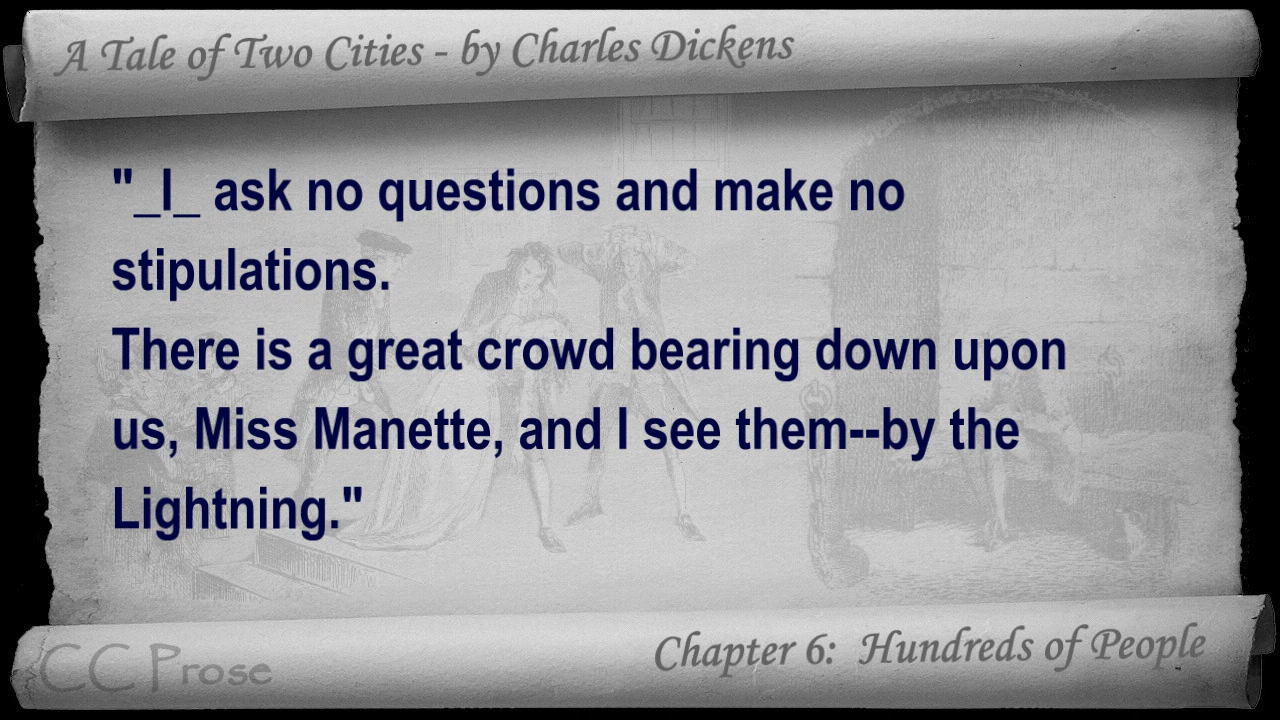 A Tale of Two Cities - by Charles Dickens
"_I_ ask no questions and make no
stipulations.
There is a great crowd bearing down upon
us, Miss Manette, and I see them--by the
Lightning."
Chapter 6: Hundreds of People
CC Prose